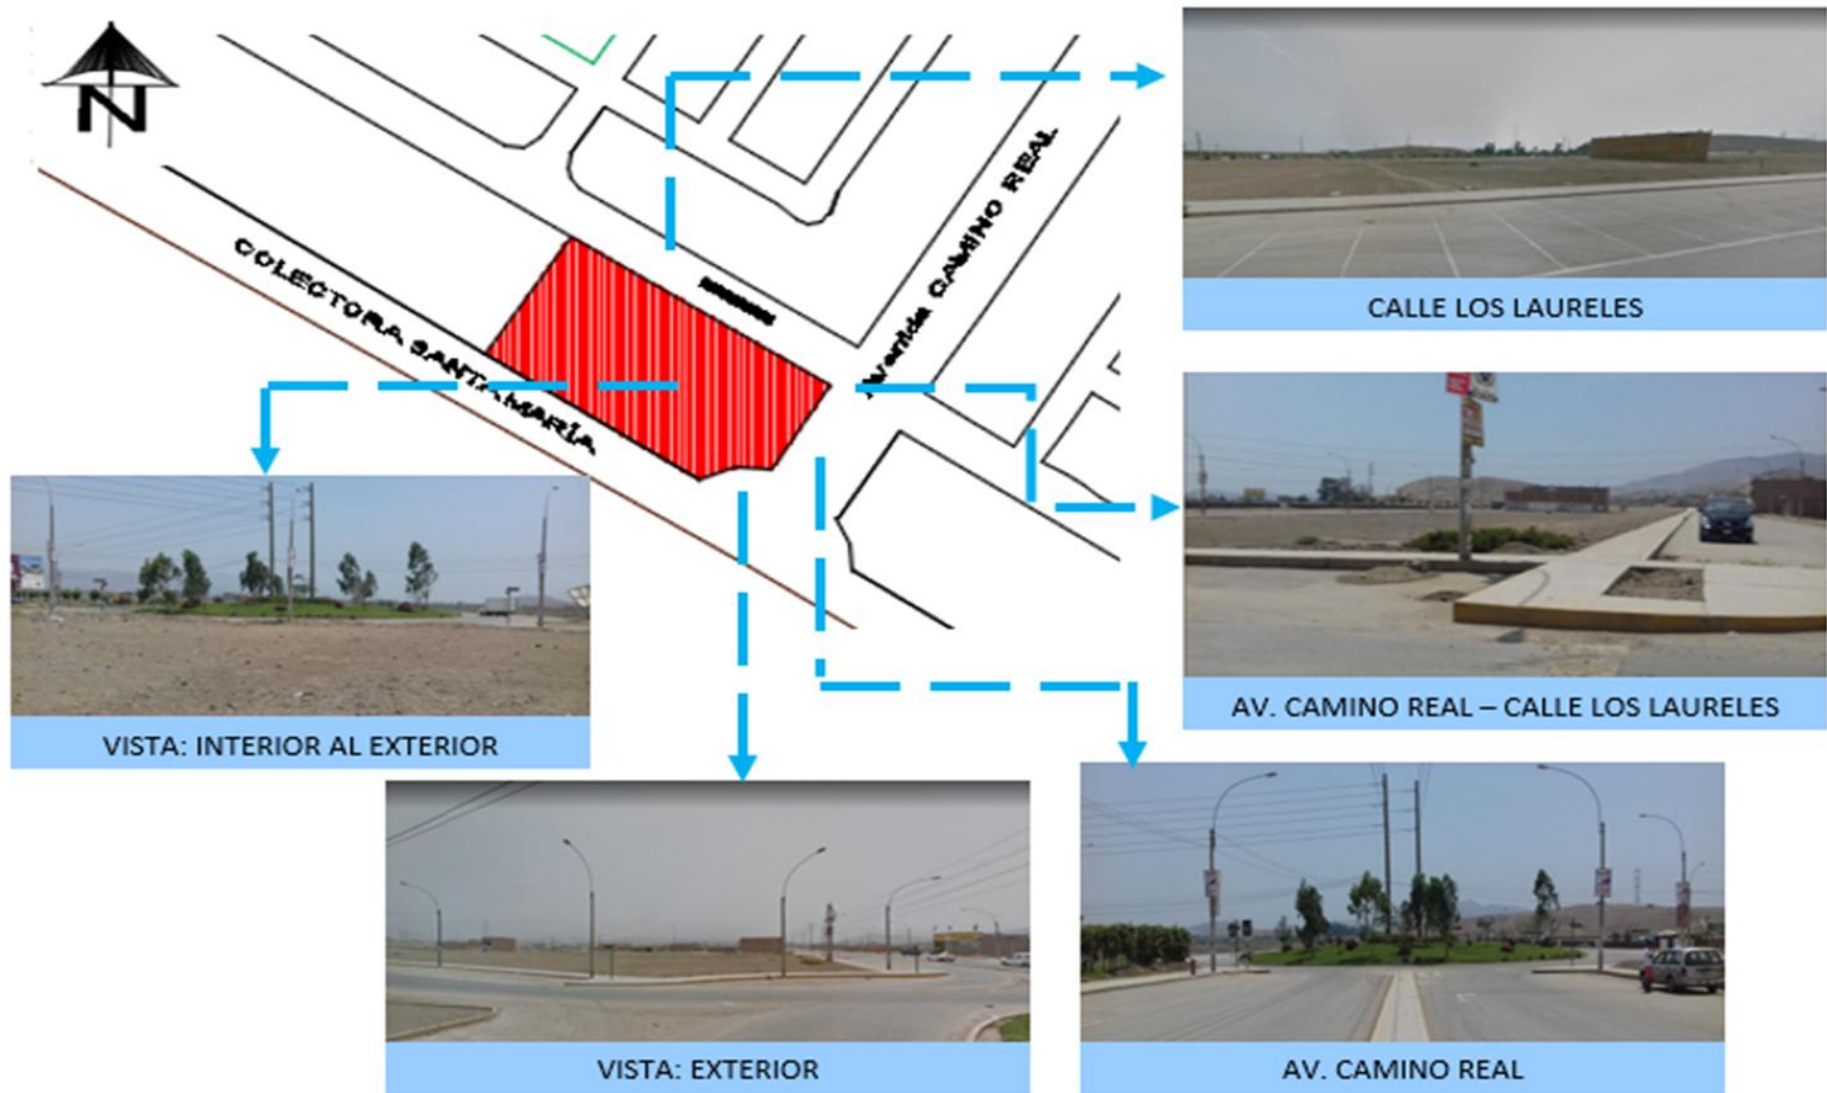 N
CALLE LOS LAURELES
Avenida CAMINO REAL
COLECTORA SANTA MARÍA
AV. CAMINO REAL – CALLE LOS LAURELES
VISTA: INTERIOR AL EXTERIOR
VISTA: EXTERIOR
AV. CAMINO REAL